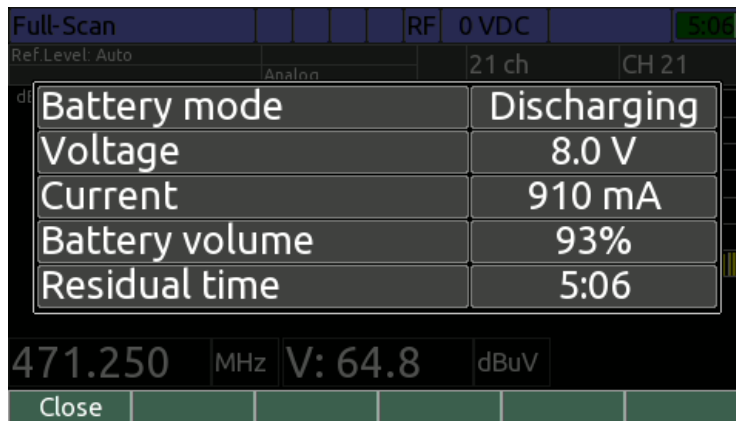 Full-Scan RF 0 VDC 5:06
Ref.Level: Auto 21 ch CH 21
Analog
Battery mode Discharging
Voltage 8.0 V
Current 910 mA
Battery volume 93%
Residual time 5:06
471.250 MHz V: 64.8 dBuV
Close